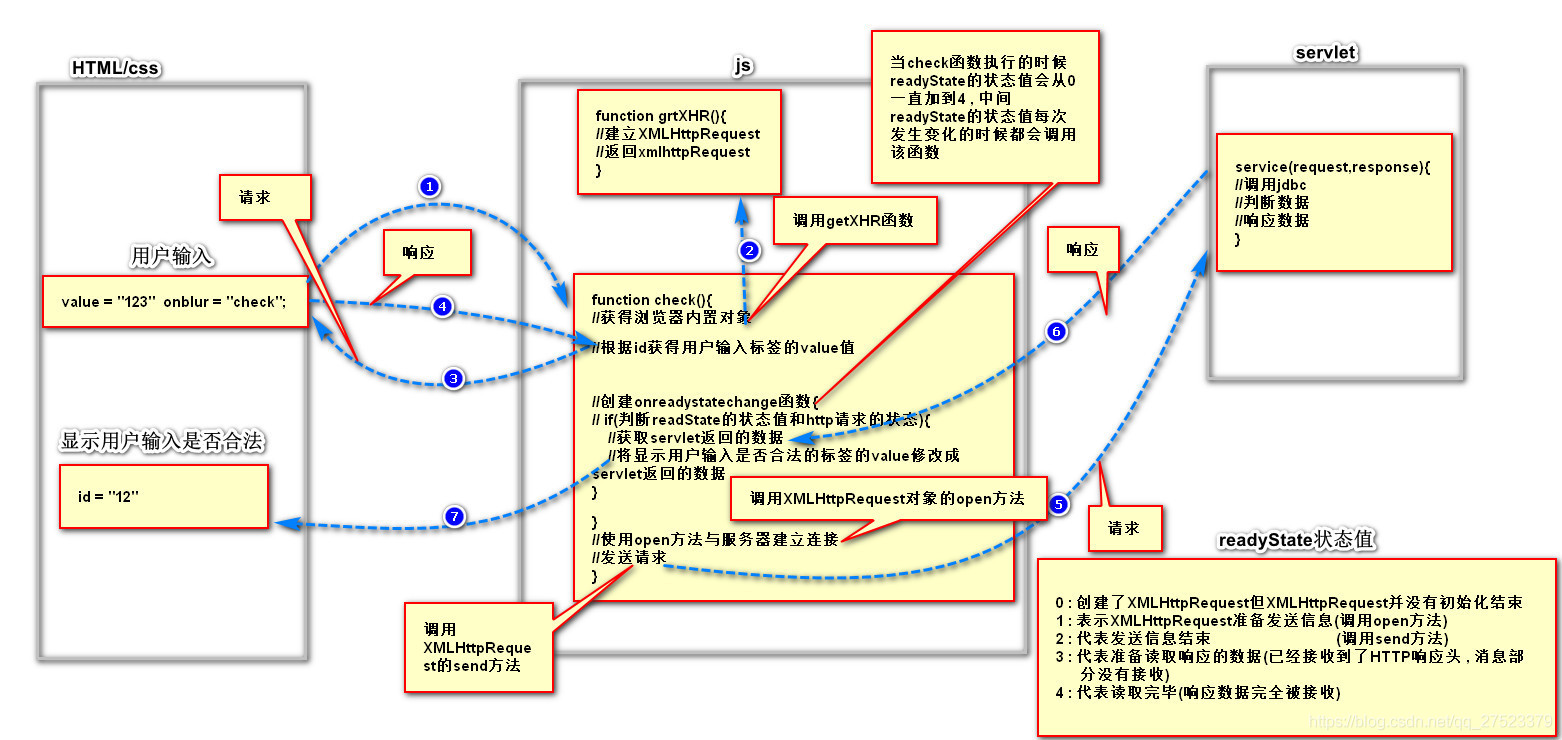 HTML/css
js
servlet
当check函数执行的时候
readyState的状态值会从0
一直加到4 , 中间
readyState的状态值每次
发生变化的时候都会调用
该函数
function grtXHR(){
//建立XMLHttpRequest
//返回xmlhttpRequest
}
service(request,response){
//调用jdbc
//判断数据
//响应数据
}
请求
1
响应
调用getXHR函数
2
响应
用户输入
value = "123" onblur = "check";
4
3
6
function check(){
//获得浏览器内置对象
//根据id获得用户输入标签的value值
//创建onreadystatechange函数{
// if(判断readState的状态值和http请求的状态){
//获取servlet返回的数据
//将显示用户输入是否合法的标签的value修改成
servlet返回的数据
}
}
//使用open方法与服务器建立连接
//发送请求
}
显示用户输入是否合法
id = "12"
7
调用XMLHttpRequest对象的open方法
5
请求
调用
XMLHttpReque
st的send方法
readyState状态值
0 : 创建了XMLHttpRequest但XMLHttpRequest并没有初始化结束
1 : 表示XMLHttpRequest准备发送信息(调用open方法)
2 : 代表发送信息结束 (调用send方法)
3 : 代表准备读取响应的数据(已经接收到了HTTP响应头 , 消息部
分没有接收)
4 : 代表读取完毕(响应数据完全被接收)
https://blog.csdn.net/qq_27523379